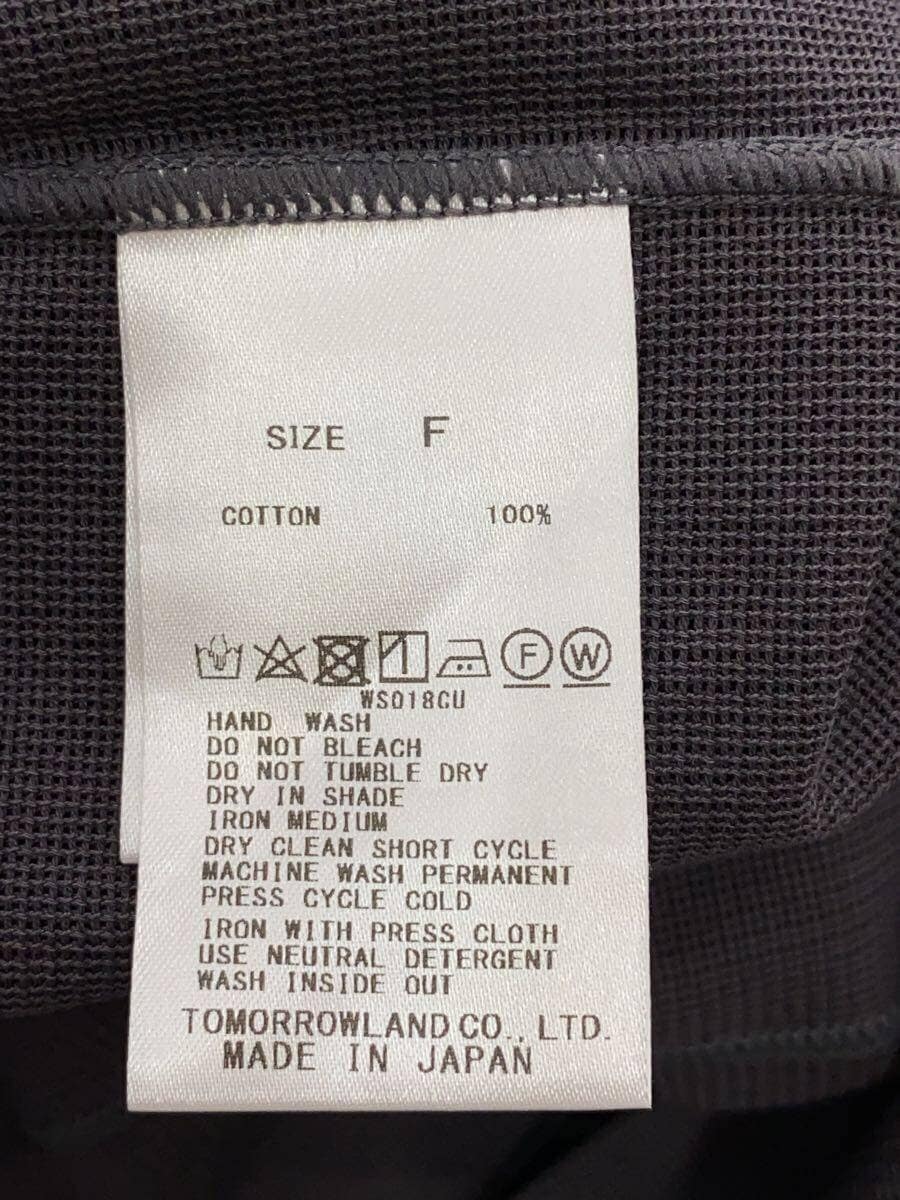 SIZE F
COTTON 100%
F W
WS018CU
HAND WASH
DO NOT BLEACH
DO NOT TUMBLE DRY
DRY IN SHADE
IRON MEDIUM
DRY CLEAN SHORT CYCLE
MACHINE WASH PERMANENT
PRESS CYCLE COLD
IRON WITH PRESS CLOTH
USE NEUTRAL DETERGENT
WASH INSIDE OUT
TOMORROWLAND CO., LTD.
MADE IN JAPAN